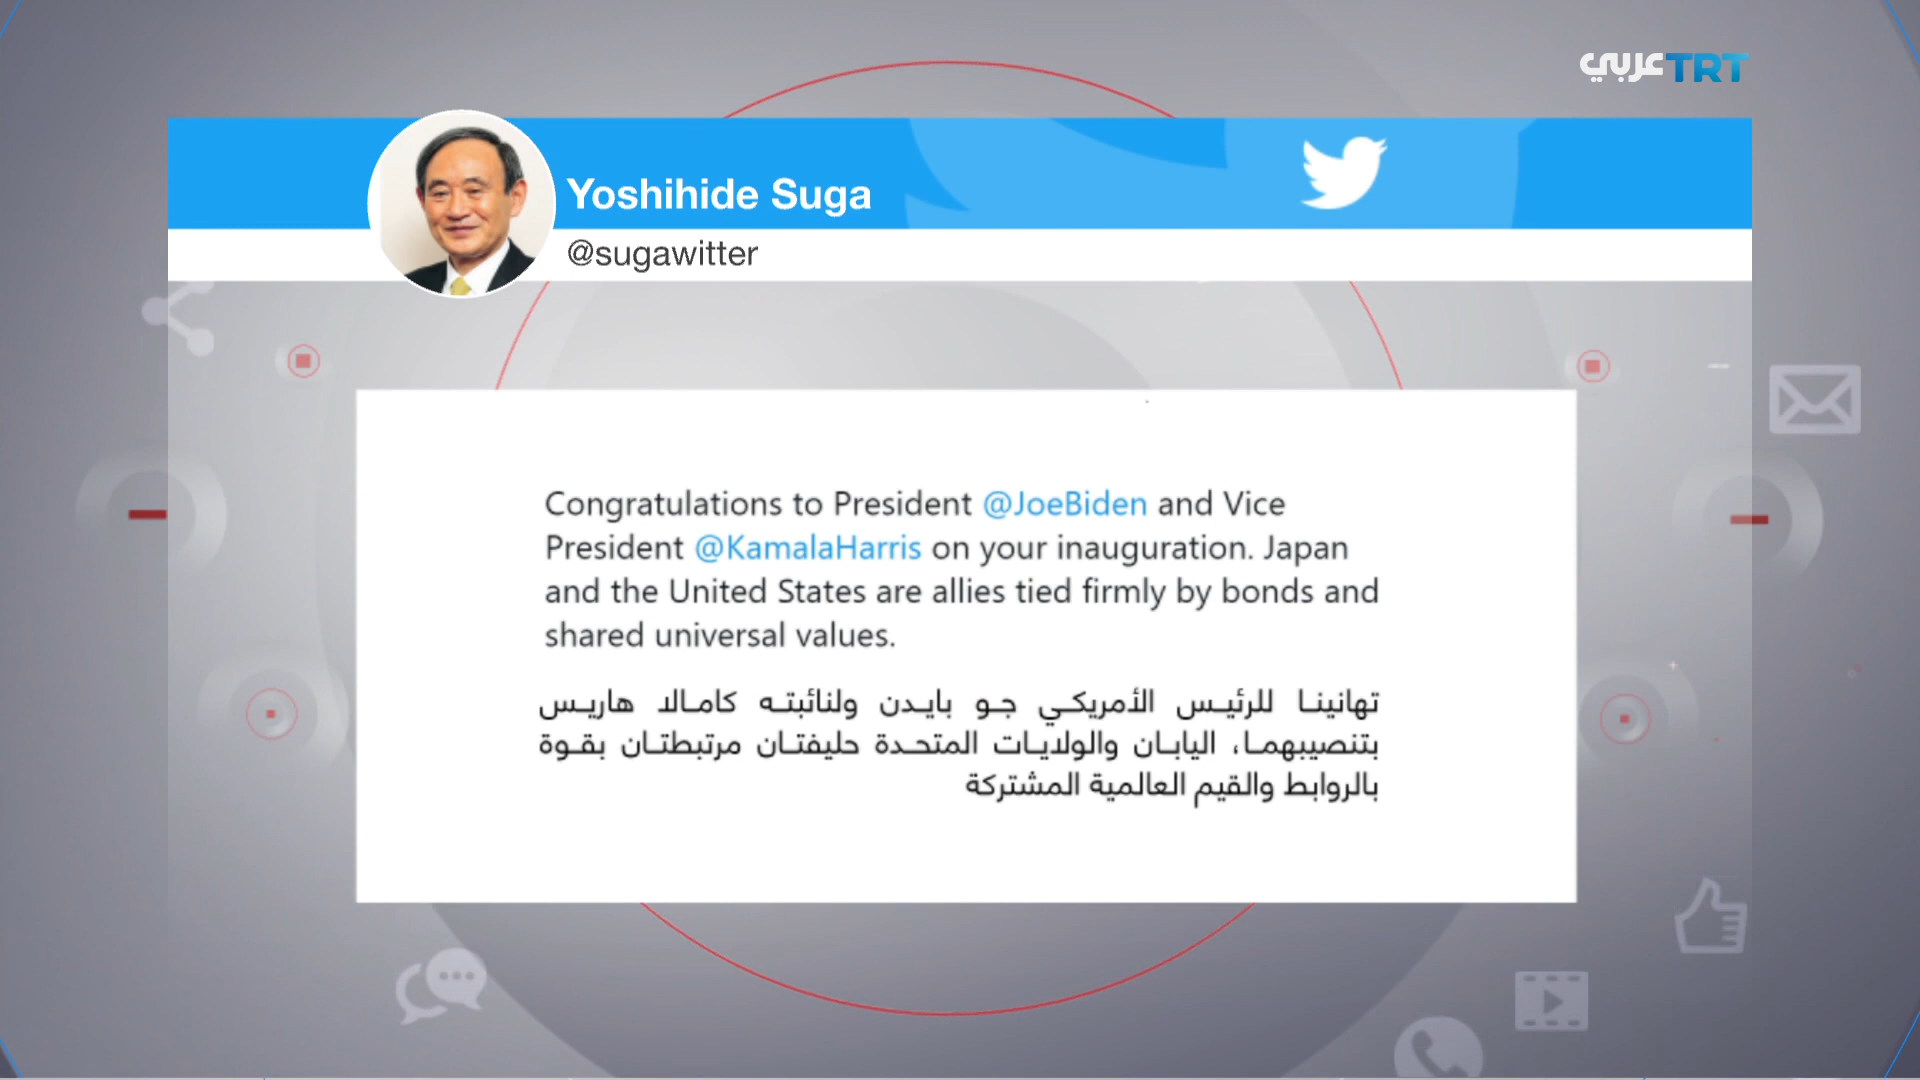 TRT عربي
Yoshihide Suga
@sugawitter
Congratulations to President @JoeBiden and Vice
President @KamalaHarris on your inauguration. Japan
and the United States are allies tied firmly by bonds and
shared universal values.
تهانينا للرئيس الأمريكي جو بايدن ولنائبته كامالا هاريس
بتنصيبهما، اليابان والولايات المتحدة حليفتان مرتبطتان بقوة
بالروابط والقيم العالمية المشتركة